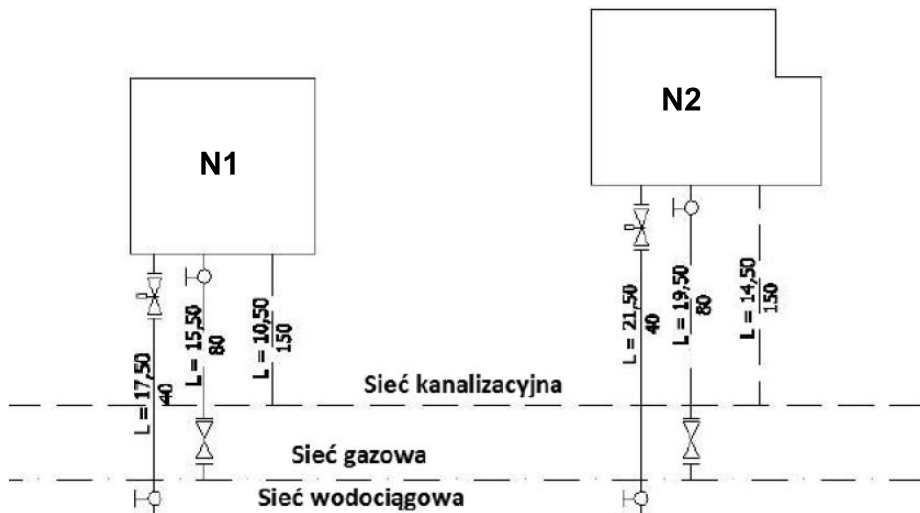 N2
N1
L = 17,50
40
L = 15,50
80
L = 10,50
150
L = 21,50
40
L = 19,50
80
L = 14,50
150
Sieć kanalizacyjna
Sieć gazowa
Sieć wodociągowa